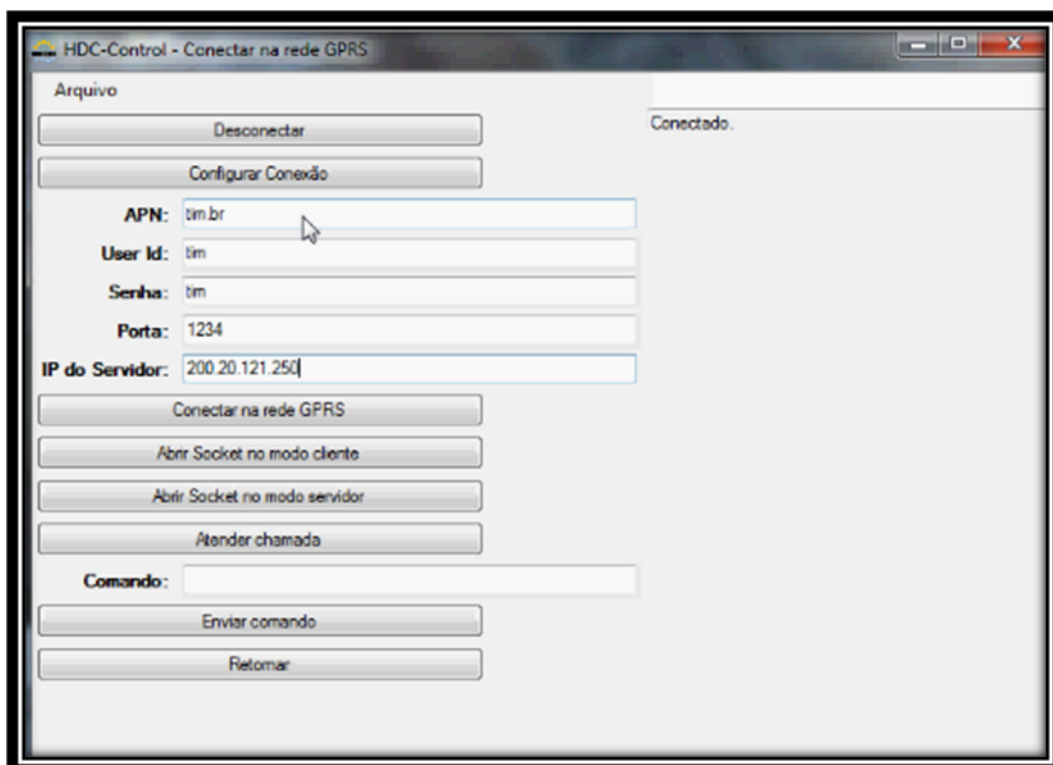 HDC-Control - Conectar na rede GPRS
Arquivo
Desconectar
Conectado.
Configurar Conexão
APN: tim.br
User Id: tim
Senha: tim
Porta: 1234
IP do Servidor: 200.20.121.250
Conectar na rede GPRS
Abrir Socket no modo cliente
Abrir Socket no modo servidor
Atender chamada
Comando:
Enviar comando
Retornar